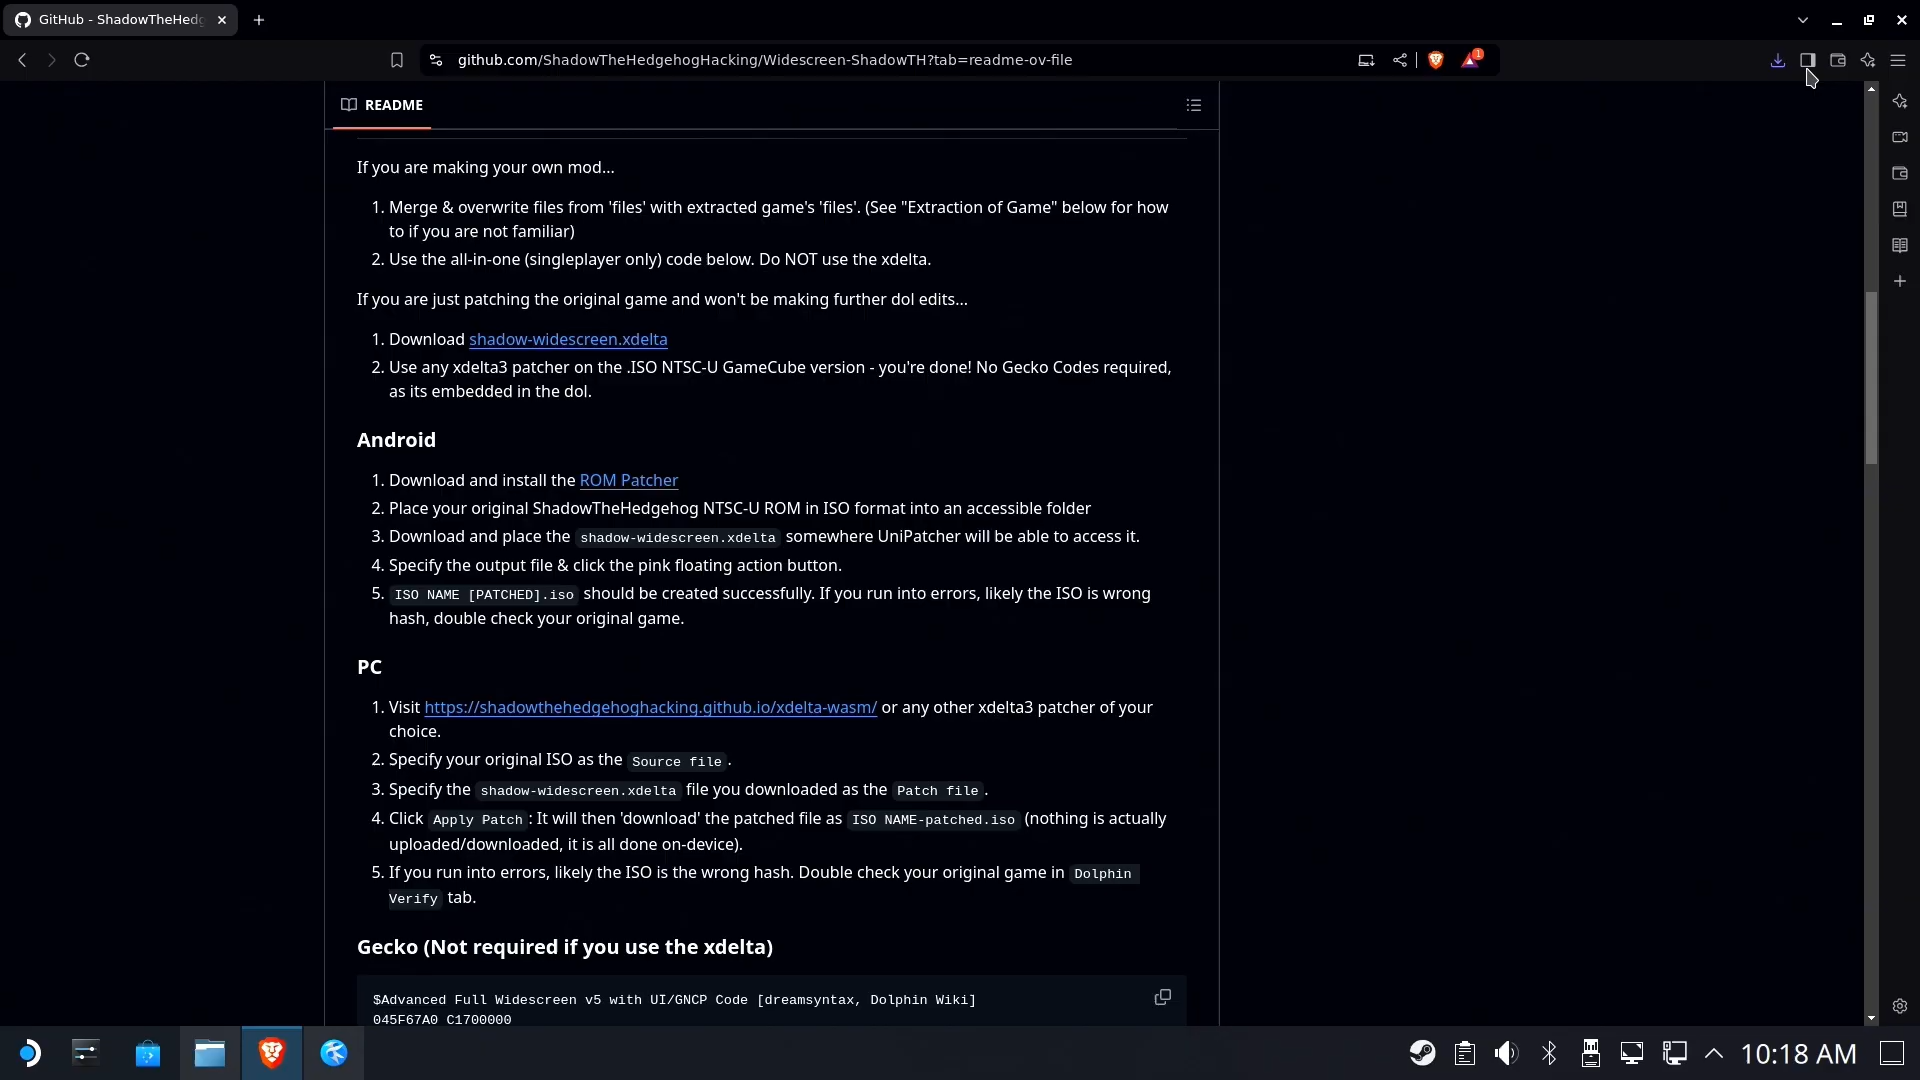 GitHub - ShadowTheHedg
github.com/ShadowTheHedgehogHacking/Widescreen-ShadowTH?tab=readme-ov-file
1
README
If you are making your own mod...
1. Merge & overwrite files from 'files' with extracted game's 'files'. (See "Extraction of Game" below for how
to if you are not familiar)
2. Use the all-in-one (singleplayer only) code below. Do NOT use the xdelta.
If you are just patching the original game and won't be making further dol edits...
1. Download shadow-widescreen.xdelta
2. Use any xdelta3 patcher on the .ISO NTSC-U GameCube version - you're done! No Gecko Codes required,
as its embedded in the dol.
Android
1. Download and install the ROM Patcher
2. Place your original ShadowTheHedgehog NTSC-U ROM in ISO format into an accessible folder
3. Download and place the shadow-widescreen.xdelta somewhere UniPatcher will be able to access it.
4. Specify the output file & click the pink floating action button.
5. ISO NAME [PATCHED].iso should be created successfully. If you run into errors, likely the ISO is wrong
hash, double check your original game.
PC
1. Visit https://shadowthehedgehoghacking.github.io/xdelta-wasm/ or any other xdelta3 patcher of your
choice.
2. Specify your original ISO as the Source file.
3. Specify the shadow-widescreen.xdelta file you downloaded as the Patch file.
4. Click Apply Patch: It will then 'download' the patched file as ISO NAME-patched.iso (nothing is actually
uploaded/downloaded, it is all done on-device).
5. If you run into errors, likely the ISO is the wrong hash. Double check your original game in Dolphin
Verify tab.
Gecko (Not required if you use the xdelta)
$Advanced Full Widescreen v5 with UI/GNCP Code [dreamsyntax, Dolphin Wiki]
045F67A0 C1700000
10:18 AM